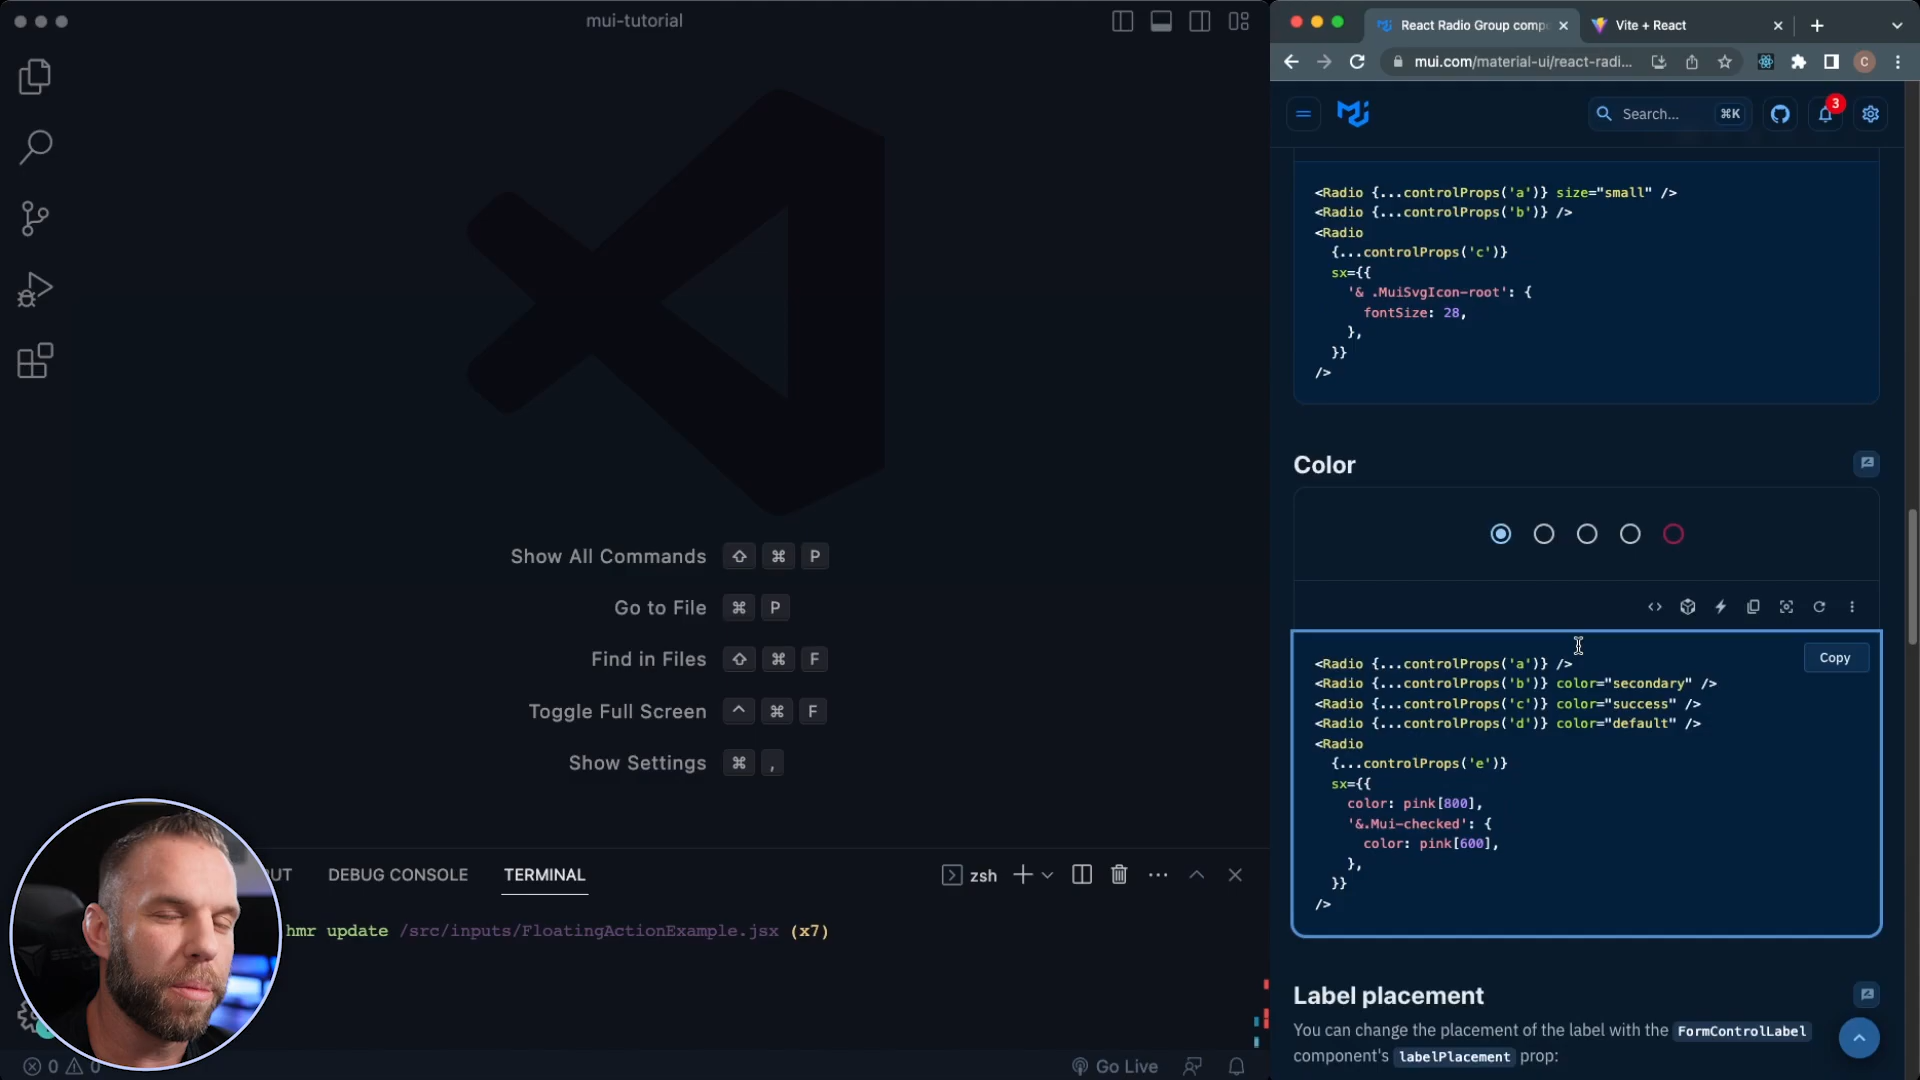 mui-tutorial
Show All Commands ⇧ ⌘ P
Go to File ⌘ P
Find in Files ⇧ ⌘ F
Toggle Full Screen ^ ⌘ F
Show Settings ⌘ ,
UT DEBUG CONSOLE TERMINAL
zsh
hmr update /src/inputs/FloatingActionExample.jsx (x7)
0 0
Go Live
React Radio Group comp
Vite + React
mui.com/material-ui/react-radi...
C
Search... ⌘K
3
<Radio {...controlProps('a')} size="small" />
<Radio {...controlProps('b')} />
<Radio
{...controlProps('c')}
sx={{
'& .MuiSvgIcon-root': {
fontSize: 28,
},
}}
/>
Color
Copy
<Radio {...controlProps('a')} />
<Radio {...controlProps('b')} color="secondary" />
<Radio {...controlProps('c')} color="success" />
<Radio {...controlProps('d')} color="default" />
<Radio
{...controlProps('e')}
sx={{
color: pink[800],
'&.Mui-checked': {
color: pink[600],
},
}}
/>
Label placement
You can change the placement of the label with the FormControlLabel
component's labelPlacement prop: